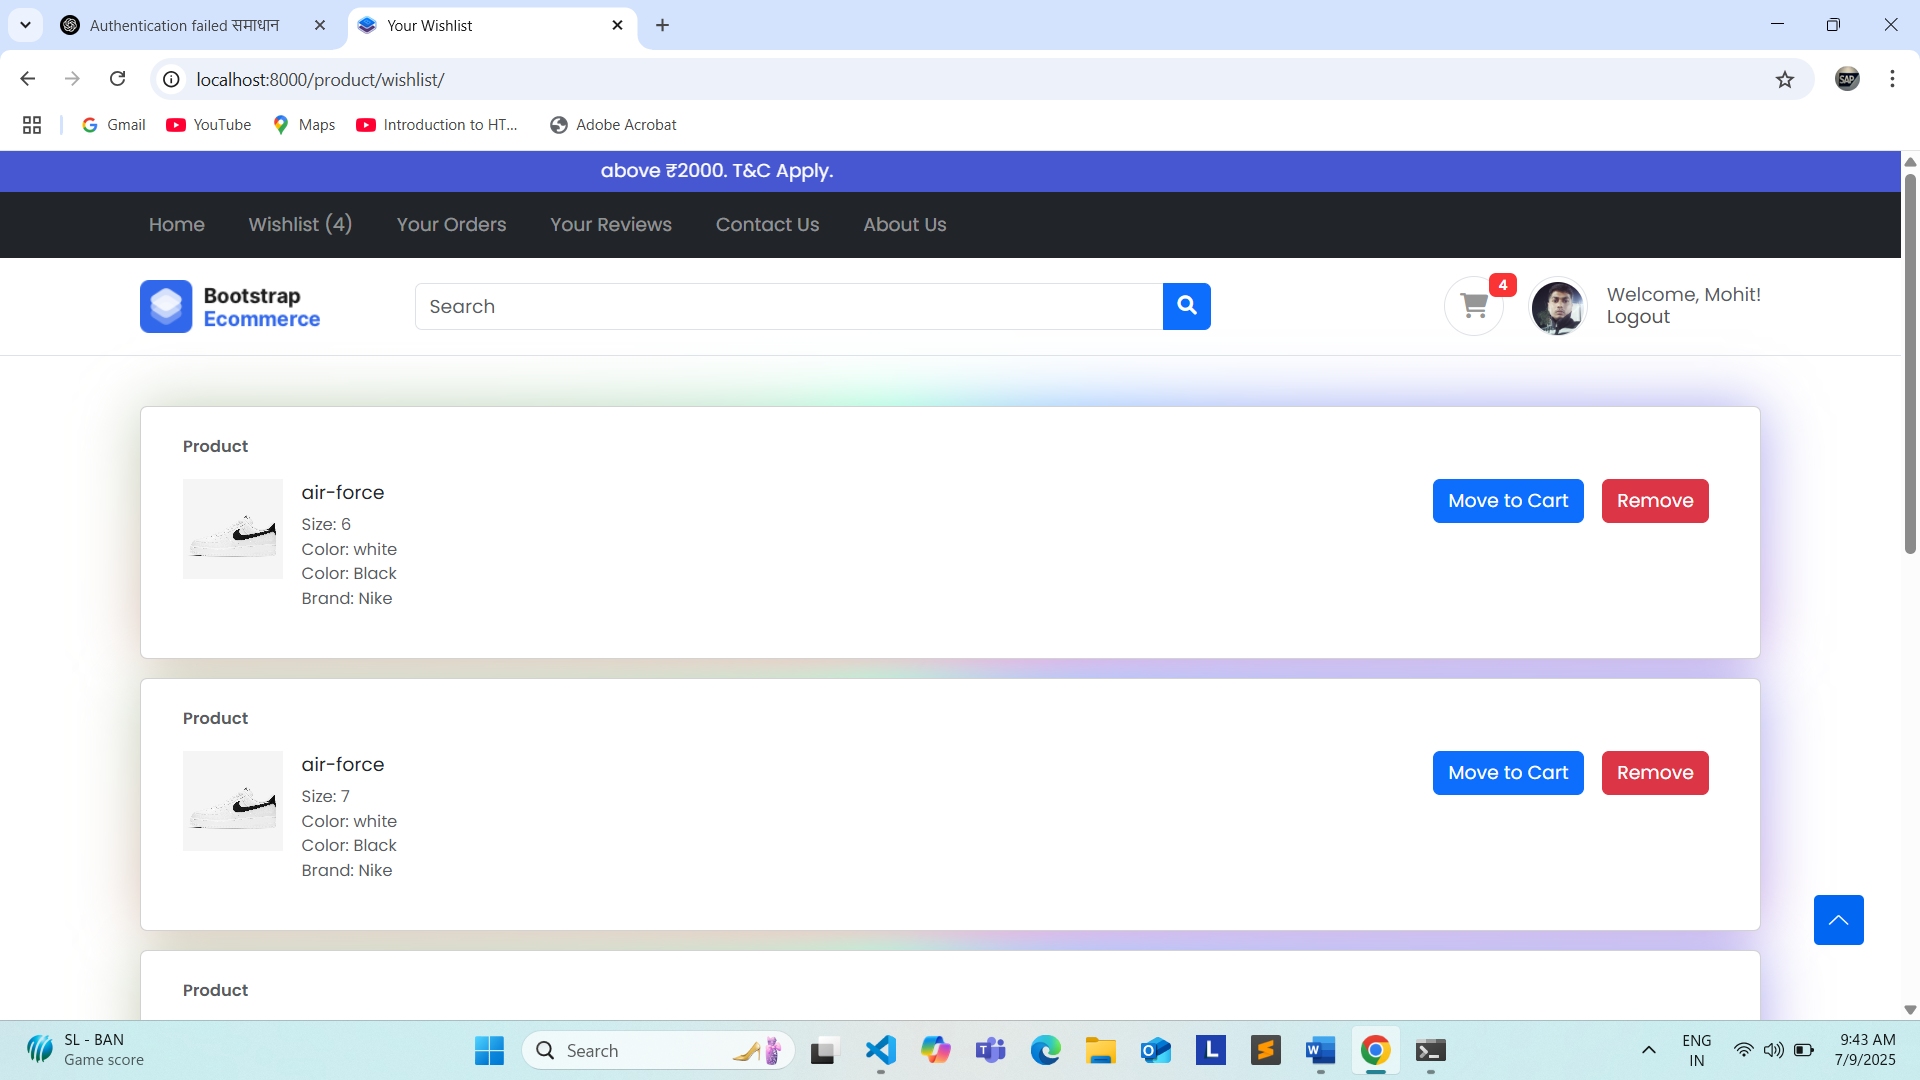 Authentication failed समाधान
Your Wishlist
localhost:8000/product/wishlist/
Gmail
YouTube
Maps
Introduction to HT...
Adobe Acrobat
above ₹2000. T&C Apply.
Home
Wishlist (4)
Your Orders
Your Reviews
Contact Us
About Us
Bootstrap
Ecommerce
Search
4
Welcome, Mohit!
Logout
SAP
Product
air-force
Size: 6
Color: white
Color: Black
Brand: Nike
Move to Cart
Remove
Product
air-force
Size: 7
Color: white
Color: Black
Brand: Nike
Move to Cart
Remove
Product
SL - BAN
Game score
Search
L
ENG
IN
9:43 AM
7/9/2025